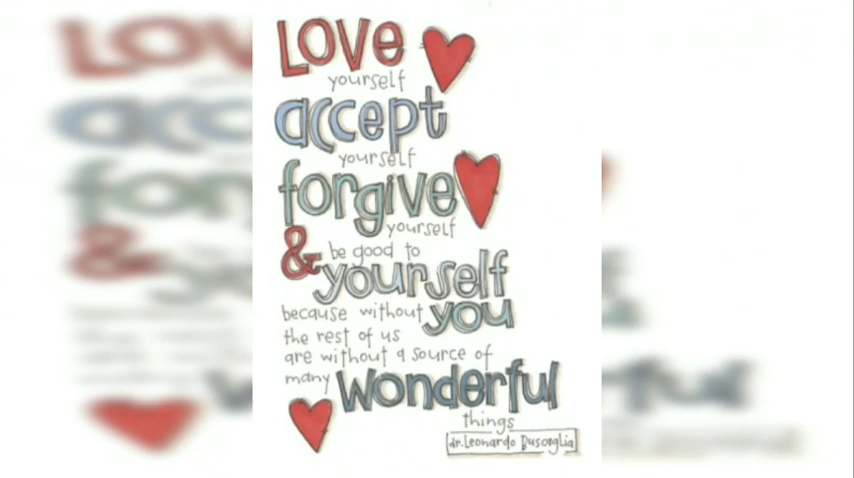 LOVE
yourself
accept
yourself
forgive
yourself
& be good to
yourself
because without you
the rest of us
are without a source of
many wonderful
things
dr. Leonardo Buscaglia